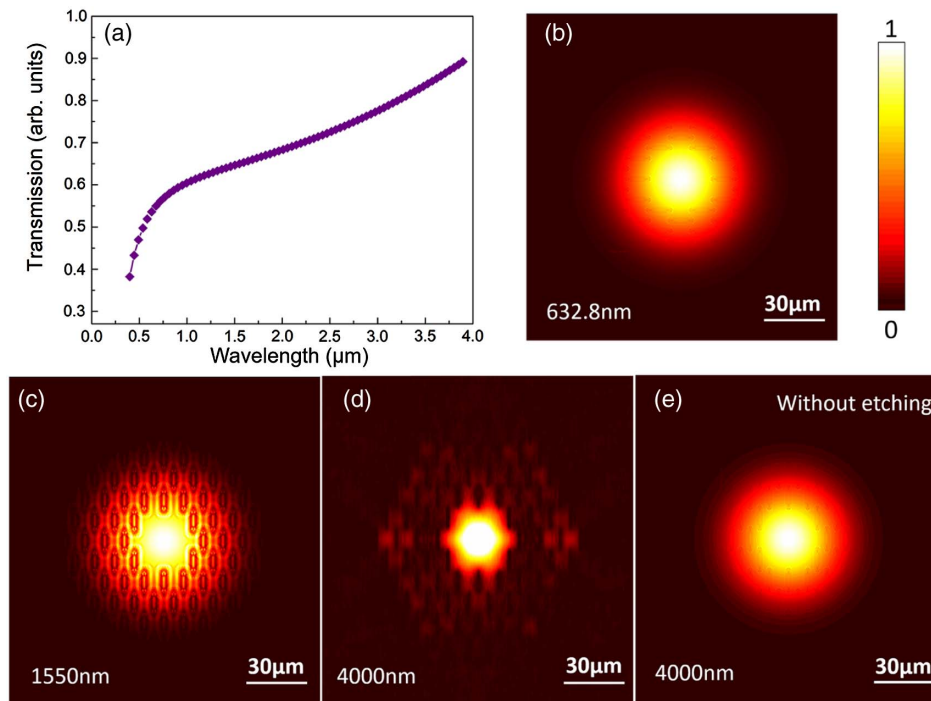 (a)
Transmission (arb. units)
1.0
0.9
0.8
0.7
0.6
0.5
0.4
0.3
0.0 0.5 1.0 1.5 2.0 2.5 3.0 3.5 4.0
Wavelength (μm)
(b)
632.8nm
30μm
1
0
(c)
1550nm
30μm
(d)
4000nm
30μm
(e)
Without etching
4000nm
30μm